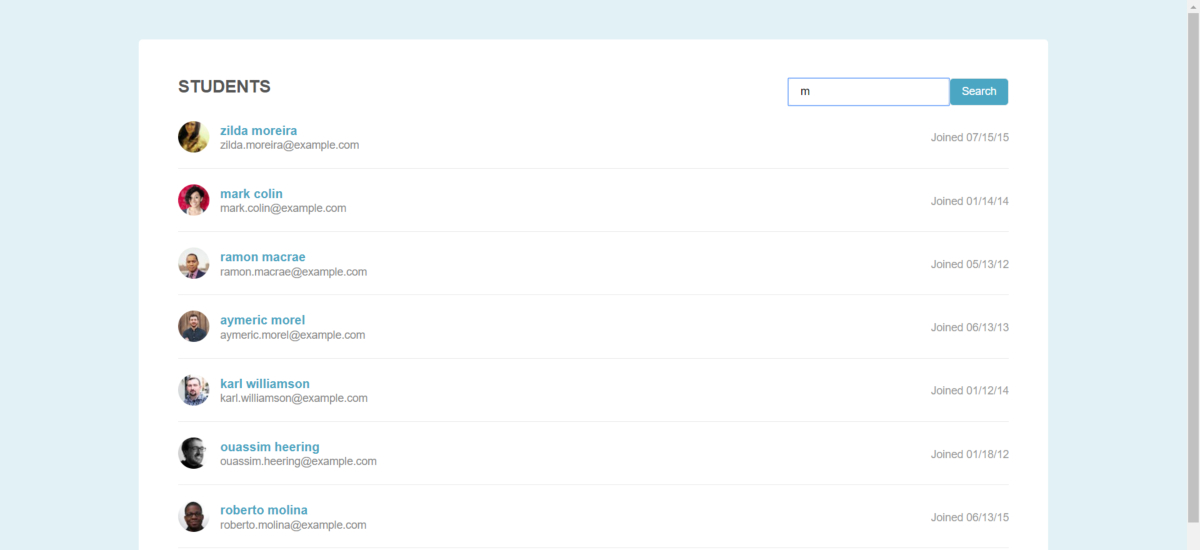 STUDENTS
m
Search
zilda moreira
zilda.moreira@example.com
Joined 07/15/15
mark colin
mark.colin@example.com
Joined 01/14/14
ramon macrae
ramon.macrae@example.com
Joined 05/13/12
aymeric morel
aymeric.morel@example.com
Joined 06/13/13
karl williamson
karl.williamson@example.com
Joined 01/12/14
ouassim heering
ouassim.heering@example.com
Joined 01/18/12
roberto molina
roberto.molina@example.com
Joined 06/13/15